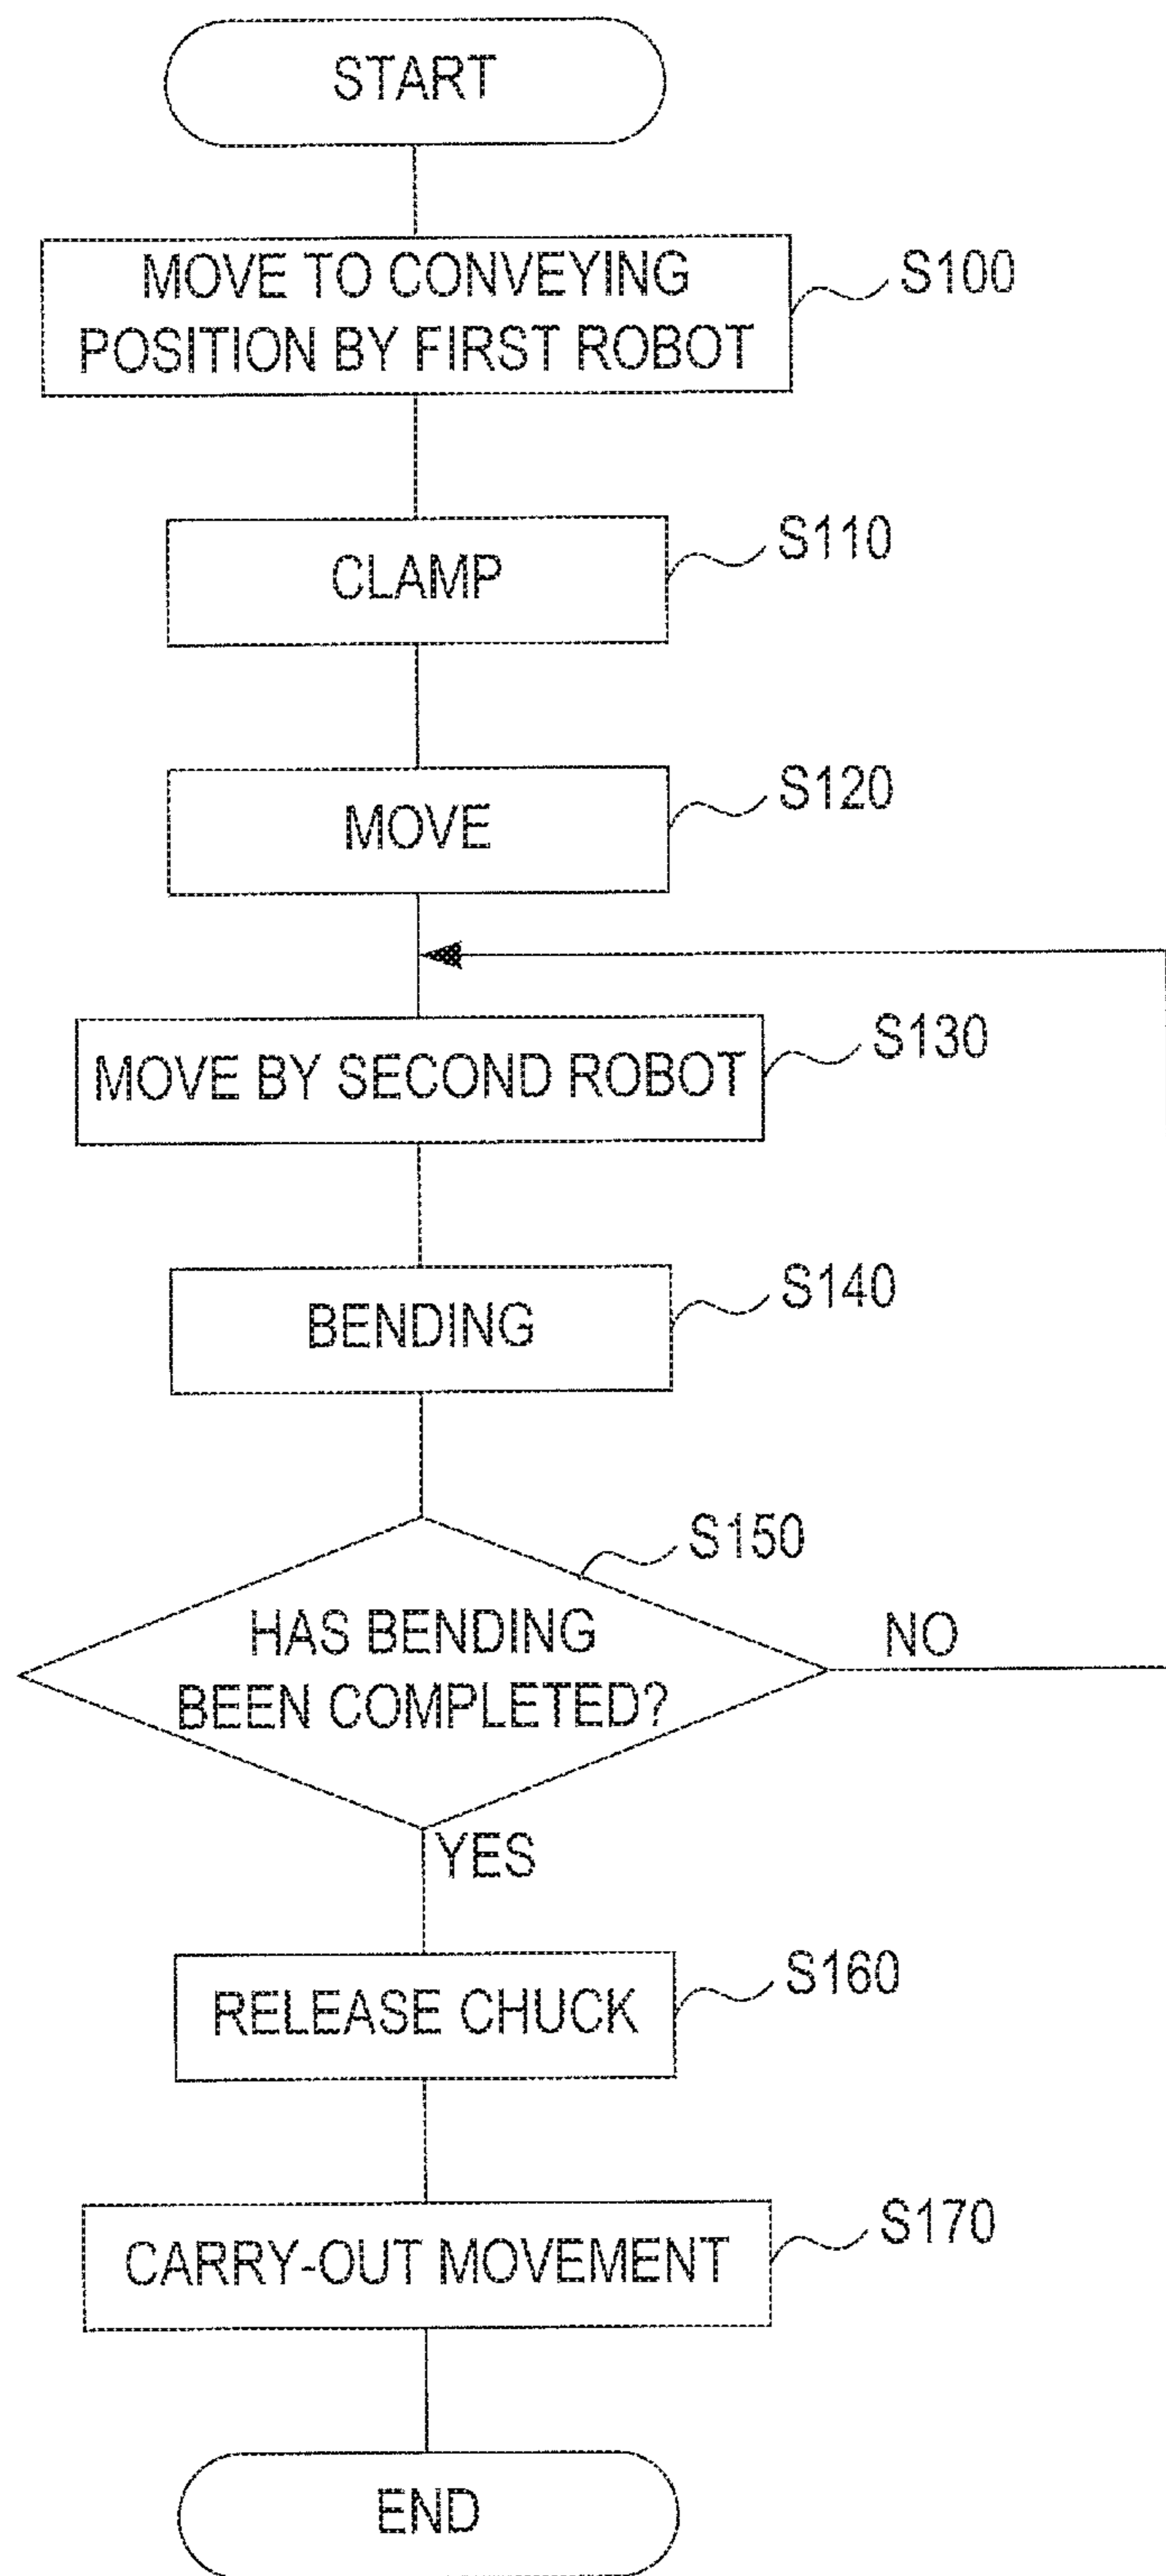 START
MOVE TO CONVEYING
POSITION BY FIRST ROBOT
S100
CLAMP
S110
MOVE
S120
MOVE BY SECOND ROBOT
S130
BENDING
S140
HAS BENDING
BEEN COMPLETED?
S150
NO
YES
RELEASE CHUCK
S160
CARRY-OUT MOVEMENT
S170
END